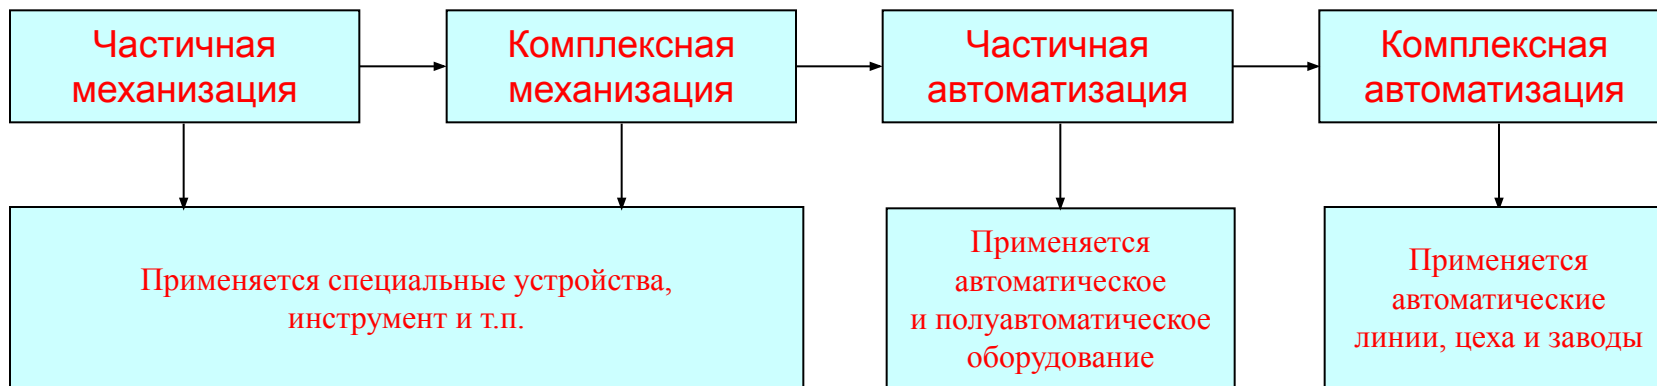 Частичная
механизация
Комплексная
механизация
Частичная
автоматизация
Комплексная
автоматизация
Применяется специальные устройства,
инструмент и т.п.
Применяется
автоматическое
и полуавтоматическое
оборудование
Применяется
автоматические
линии, цеха и заводы